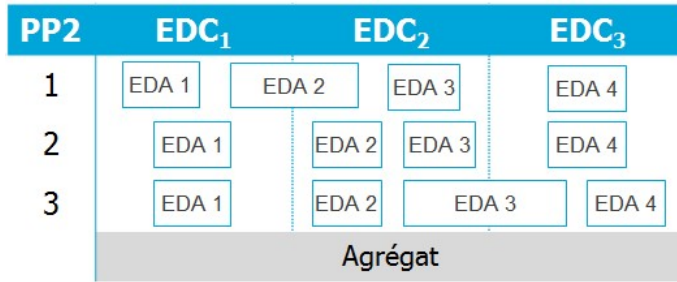 PP2 EDC₁ EDC₂ EDC₃
1 EDA 1 EDA 2 EDA 3 EDA 4
2 EDA 1 EDA 2 EDA 3 EDA 4
3 EDA 1 EDA 2 EDA 3 EDA 4
Agrégat